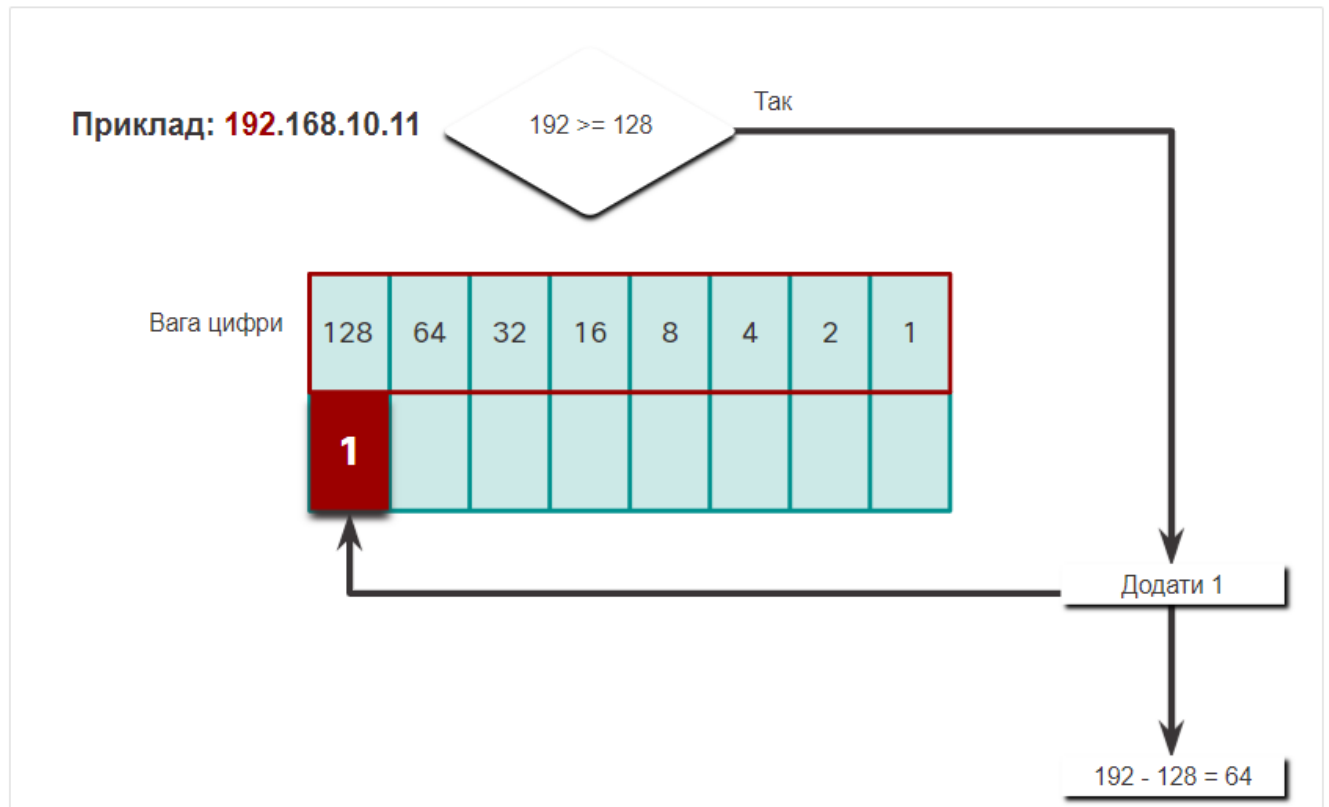 Так
Приклад: 192.168.10.11
192 >= 128
Вага цифри
128 64 32 16 8 4 2 1
1
Додати 1
192 - 128 = 64